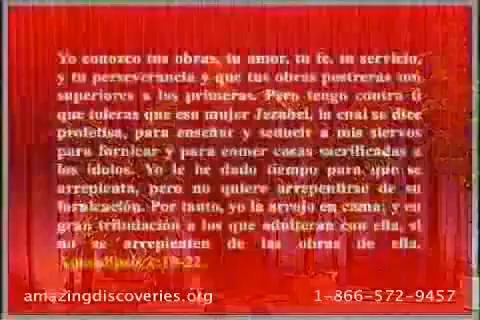 Yo conozco tus obras, tu amor, tu fe, tu servicio,
y tu perseverancia y que tus obras postreras son
superiores a las primeras. Pero tengo contra ti
que toleras que esa mujer Jezabel, la cual se dice
profetisa, para enseñar y seducir a mis siervos
para fornicar y para comer cosas sacrificadas a
los ídolos. Yo le he dado tiempo para que se
arrepienta, pero no quiere arrepentirse de su
fornicación. Por tanto, yo la arrojo en cama; y en
gran tribulación a los que adulteran con ella, si
no se arrepienten de las obras de ella.
2:19-22.
amazingdiscoveries.org 1-866-572-9457